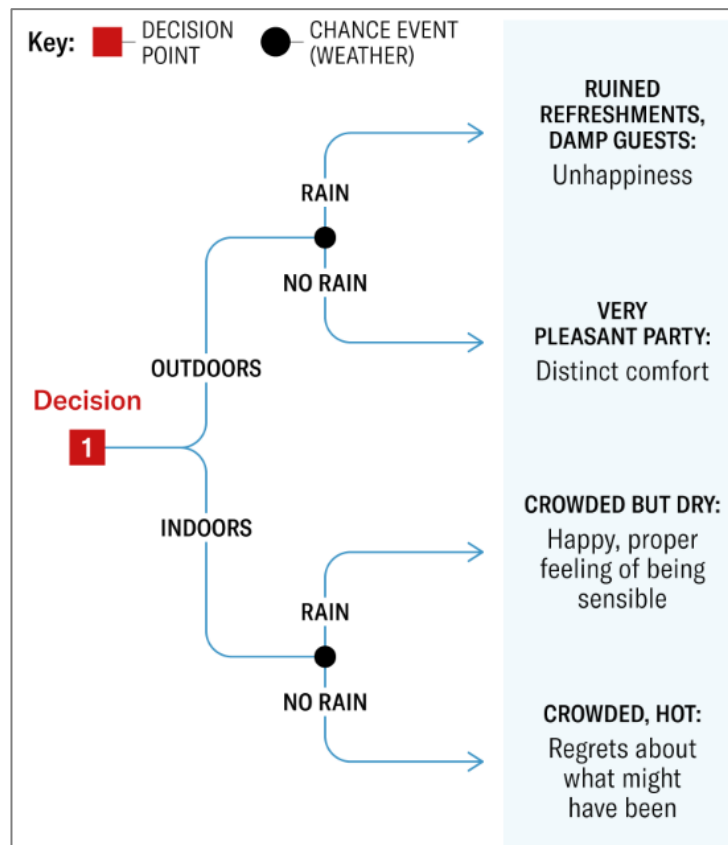 Key:
DECISION
POINT
CHANCE EVENT
(WEATHER)
RUINED
REFRESHMENTS,
DAMP GUESTS:
Unhappiness
RAIN
NO RAIN
VERY
PLEASANT PARTY:
Distinct comfort
OUTDOORS
Decision
1
INDOORS
CROWDED BUT DRY:
Happy, proper
feeling of being
sensible
RAIN
NO RAIN
CROWDED, HOT:
Regrets about
what might
have been